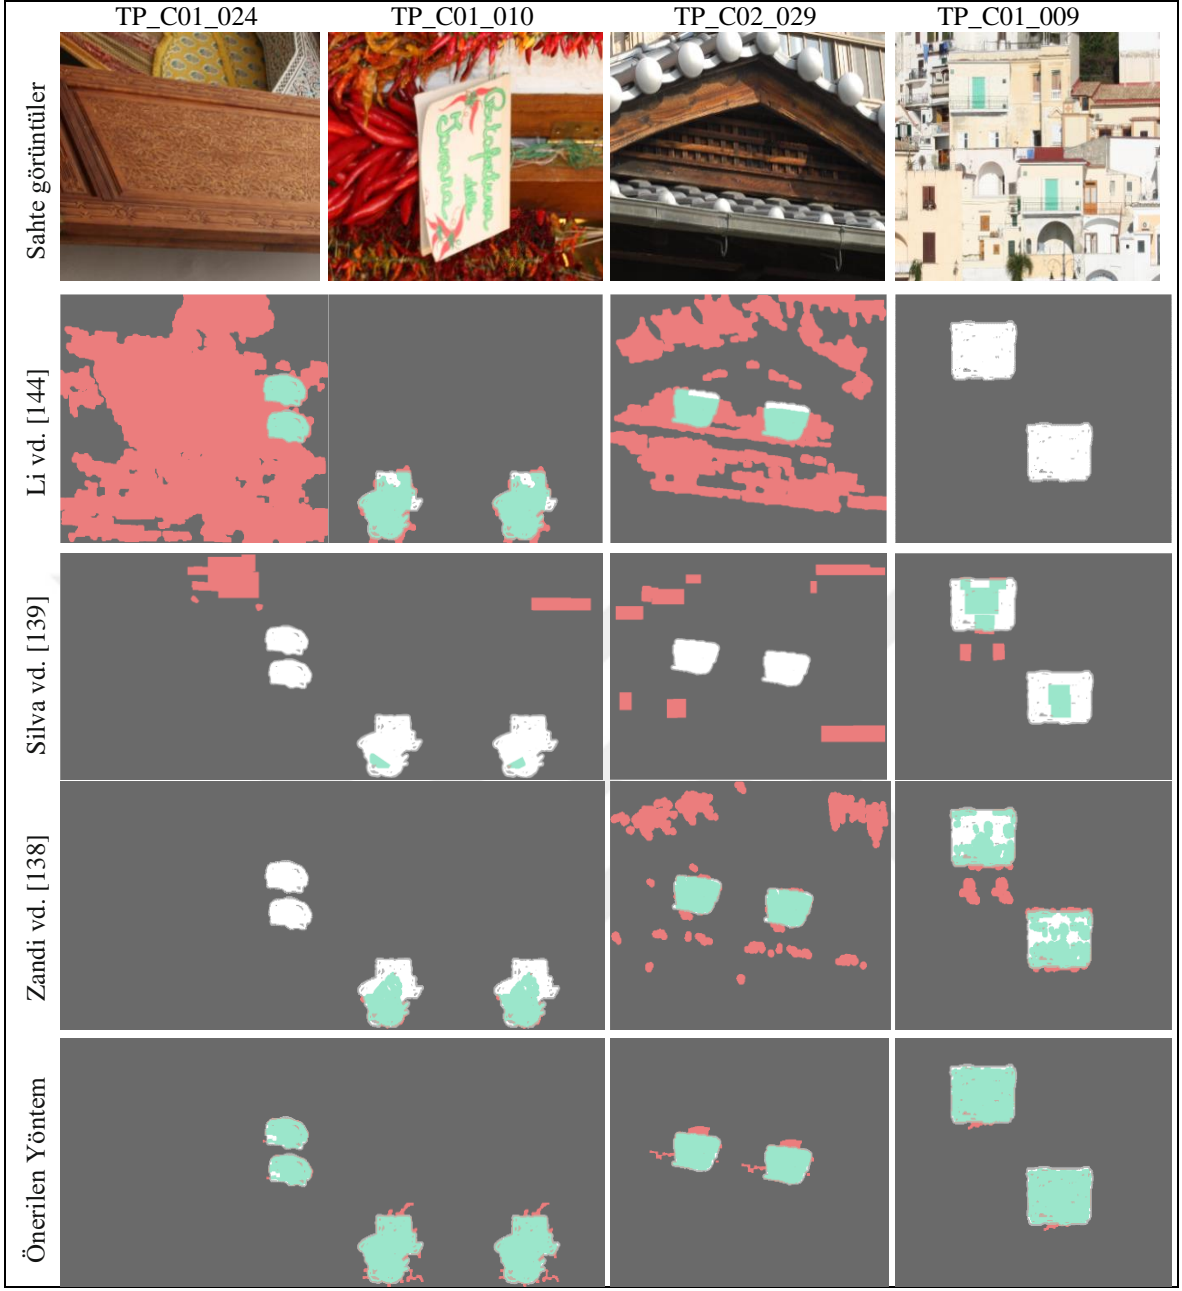 TP_C01_024 TP_C01_010 TP_C02_029 TP_C01_009
Sahte görüntüler
Li vd. [144]
Silva vd. [139]
Zandi vd. [138]
Önerilen Yöntem